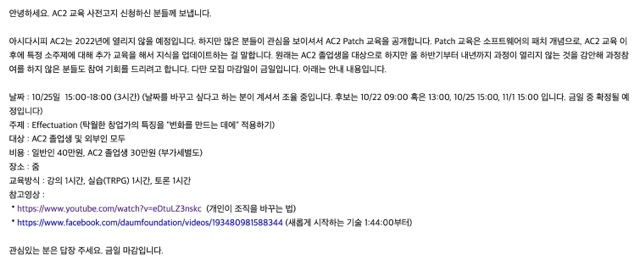 안녕하세요. AC2 교육 사전고지 신청하신 분들께 보냅니다.

아시다시피 AC2는 2022년에 열리지 않을 예정입니다. 하지만 많은 분들이 관심을 보이셔서 AC2 Patch 교육을 공개합니다. Patch 교육은 소프트웨어의 패치 개념으로, AC2 교육 이
후에 특정 소주제에 대해 추가 교육을 해서 지식을 업데이트하는 걸 말합니다. 원래는 AC2 졸업생을 대상으로 하지만 올 하반기부터 내년까지 과정이 열리지 않는 것을 감안해 과정참
여를 하지 않은 분들도 참여 기회를 드리려고 합니다. 다만 모집 마감일이 금일입니다. 아래는 안내 내용입니다.

날짜 : 10/25일  15:00-18:00 (3시간) (날짜를 바꾸고 싶다고 하는 분이 계셔서 조율 중입니다. 후보는 10/22 09:00 혹은 13:00, 10/25 15:00, 11/1 15:00 입니다. 금일 중 확정될 예
정입니다)
주제 : Effectuation (탁월한 창업가의 특징을 "변화를 만드는 데에" 적용하기)
대상 : AC2 졸업생 및 외부인 모두
비용 : 일반인 40만원, AC2 졸업생 30만원 (부가세별도)
장소 : 줌
교육방식 : 강의 1시간, 실습(TRPG) 1시간, 토론 1시간
참고영상 :
* https://www.youtube.com/watch?v=eDtuLZ3nskc  (개인이 조직을 바꾸는 법)
* https://www.facebook.com/daumfoundation/videos/193480981588344 (새롭게 시작하는 기술 1:44:00부터)

관심있는 분은 답장 주세요. 금일 마감입니다.